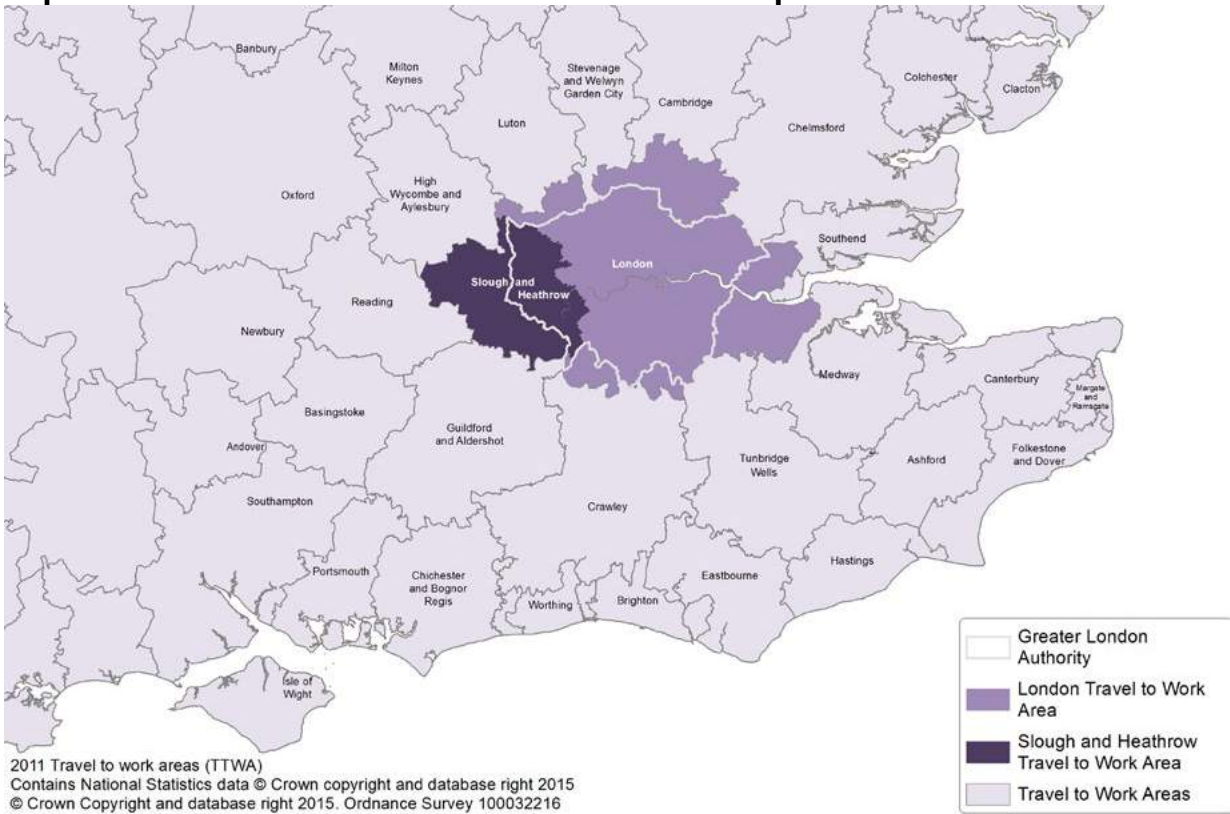 Banbury
Milton
Keynes
Stevenage
and Welwyn
Garden City
Cambridge
Colchester
Clacton
Luton
Chelmsford
High
Wycombe and
Aylesbury
Oxford
Southend
London
Slough and
Heathrow
Reading
Newbury
Medway
Canterbury
Margate
and
Ramsgate
Basingstoke
Guildford
and Aldershot
Andover
Tunbridge
Wells
Ashford
Folkestone
and Dover
Southampton
Crawley
Portsmouth
Chichester
and Bognor
Regis
Worthing
Brighton
Eastbourne
Hastings
Isle of
Wight
Greater London
Authority
London Travel to Work
Area
Slough and Heathrow
Travel to Work Area
Travel to Work Areas
2011 Travel to work areas (TTWA)
Contains National Statistics data © Crown copyright and database right 2015
© Crown Copyright and database right 2015. Ordnance Survey 100032216